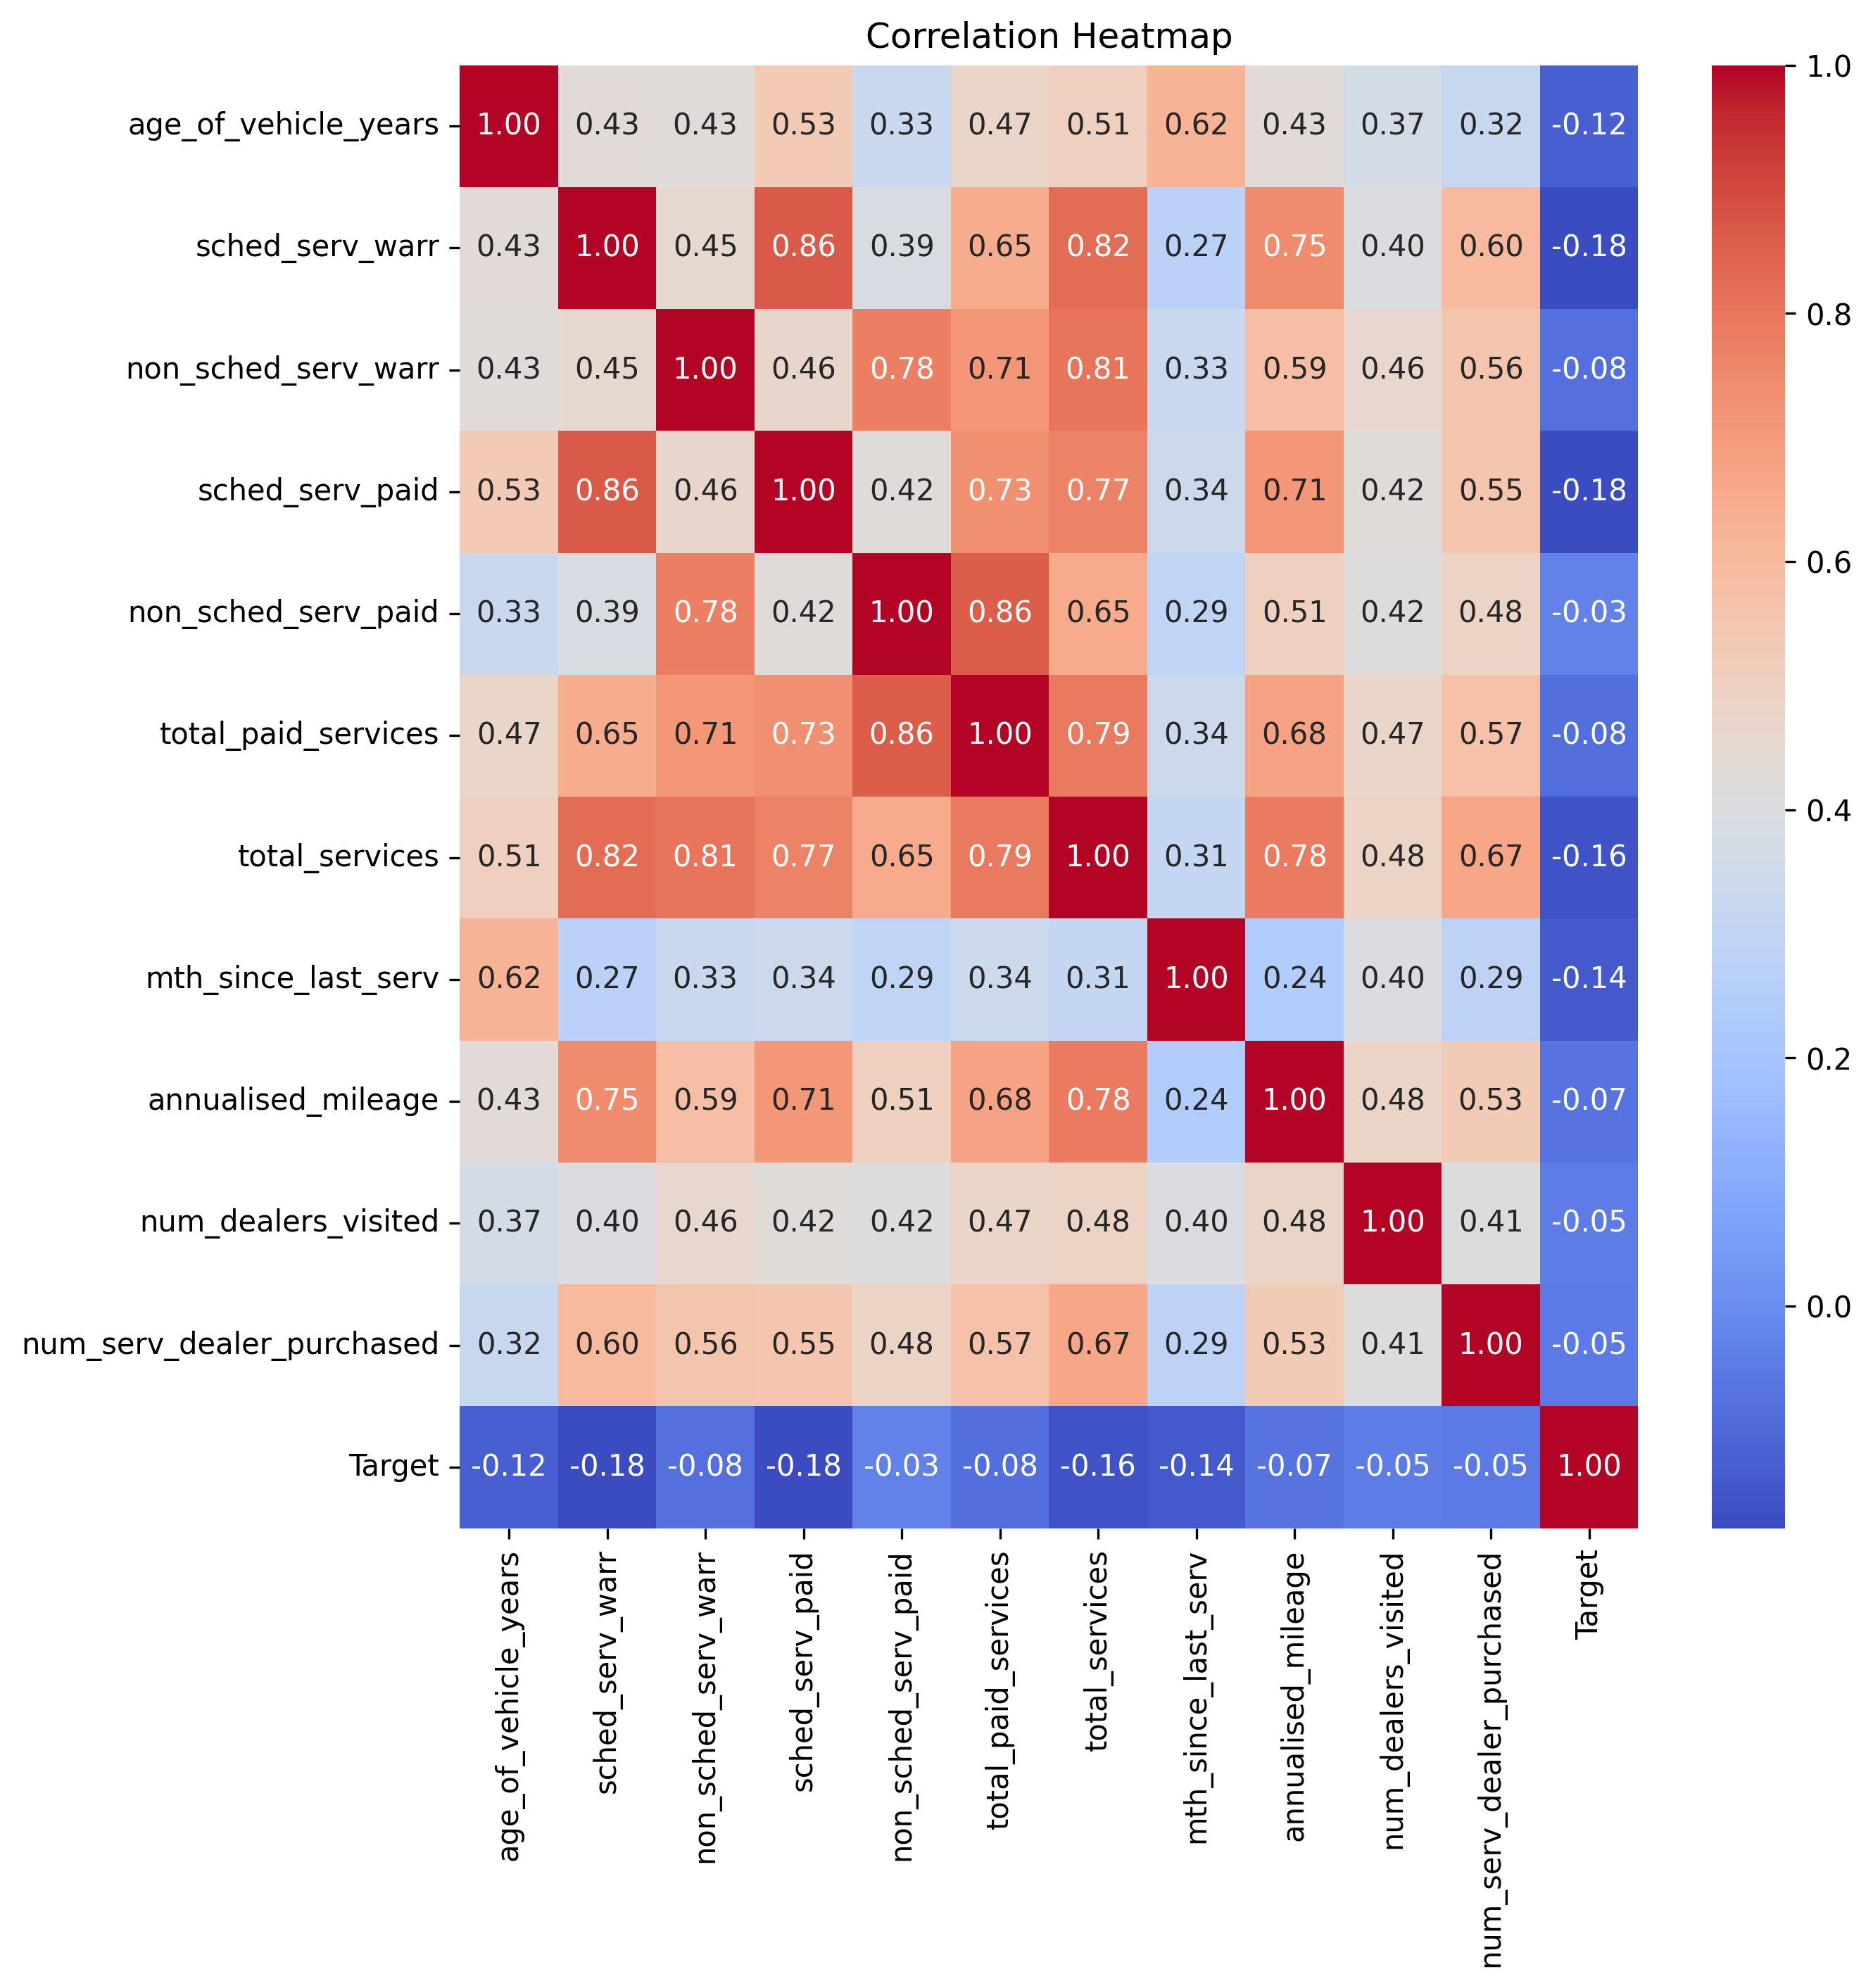 Correlation Heatmap
age_of_vehicle_years 1.00 0.43 0.43 0.53 0.33 0.47 0.51 0.62 0.43 0.37 0.32 -0.12
sched_serv_warr 0.43 1.00 0.45 0.86 0.39 0.65 0.82 0.27 0.75 0.40 0.60 -0.18
non_sched_serv_warr 0.43 0.45 1.00 0.46 0.78 0.71 0.81 0.33 0.59 0.46 0.56 -0.08
sched_serv_paid 0.53 0.86 0.46 1.00 0.42 0.73 0.77 0.34 0.71 0.42 0.55 -0.18
non_sched_serv_paid 0.33 0.39 0.78 0.42 1.00 0.86 0.65 0.29 0.51 0.42 0.48 -0.03
total_paid_services 0.47 0.65 0.71 0.73 0.86 1.00 0.79 0.34 0.68 0.47 0.57 -0.08
total_services 0.51 0.82 0.81 0.77 0.65 0.79 1.00 0.31 0.78 0.48 0.67 -0.16
mth_since_last_serv 0.62 0.27 0.33 0.34 0.29 0.34 0.31 1.00 0.24 0.40 0.29 -0.14
annualised_mileage 0.43 0.75 0.59 0.71 0.51 0.68 0.78 0.24 1.00 0.48 0.53 -0.07
num_dealers_visited 0.37 0.40 0.46 0.42 0.42 0.47 0.48 0.40 0.48 1.00 0.41 -0.05
num_serv_dealer_purchased 0.32 0.60 0.56 0.55 0.48 0.57 0.67 0.29 0.53 0.41 1.00 -0.05
Target -0.12 -0.18 -0.08 -0.18 -0.03 -0.08 -0.16 -0.14 -0.07 -0.05 -0.05 1.00
age_of_vehicle_years
sched_serv_warr
non_sched_serv_warr
sched_serv_paid
non_sched_serv_paid
total_paid_services
total_services
mth_since_last_serv
annualised_mileage
num_dealers_visited
num_serv_dealer_purchased
Target
1.0
0.8
0.6
0.4
0.2
0.0